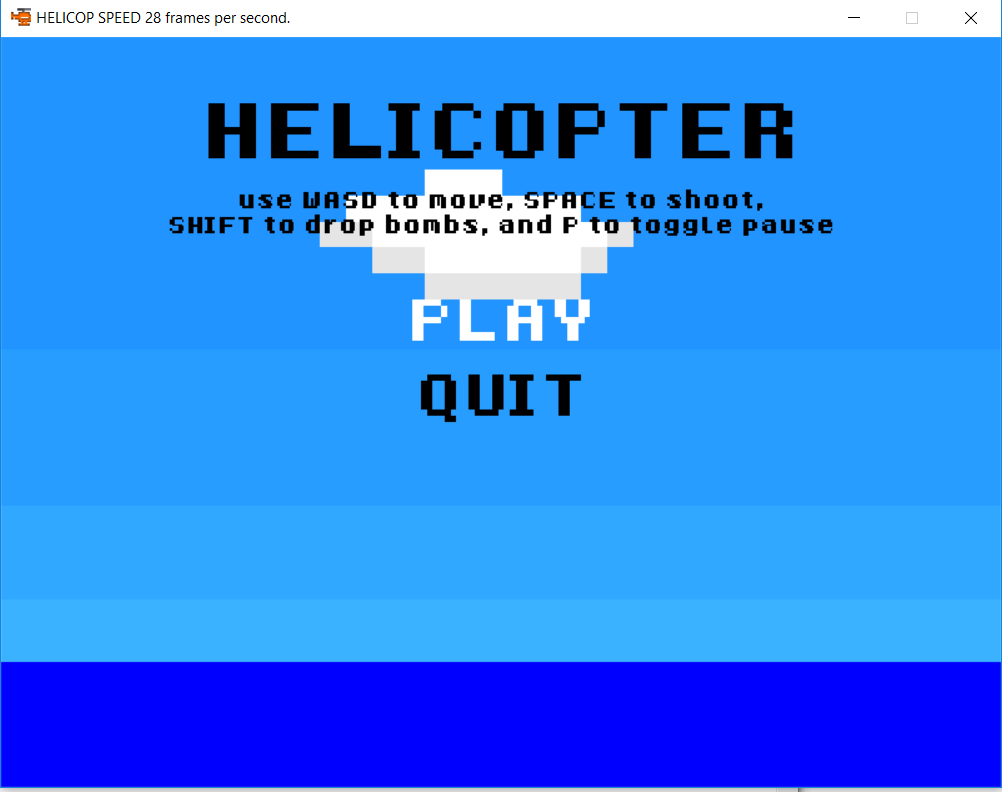 HELICOP SPEED 28 frames per second.
HELICOPTER
use WASD to move, SPACE to shoot,
SHIFT to drop bombs, and P to toggle pause
PLAY
QUIT